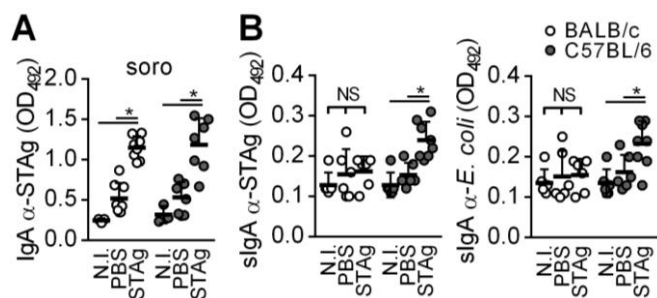 A
soro
IgA α-STAg (OD492)
2.0
1.5
1.0
0.5
0.0
*
*
N.I.
PBS
STAg
N.I.
PBS
STAg
B
BALB/c
C57BL/6
sIgA α-STAg (OD492)
0.4
0.3
0.2
0.1
0.0
NS
*
N.I.
PBS
STAg
N.I.
PBS
STAg
sIgA α-E. coli (OD492)
0.4
0.3
0.2
0.1
0.0
NS
*
N.I.
PBS
STAg
N.I.
PBS
STAg